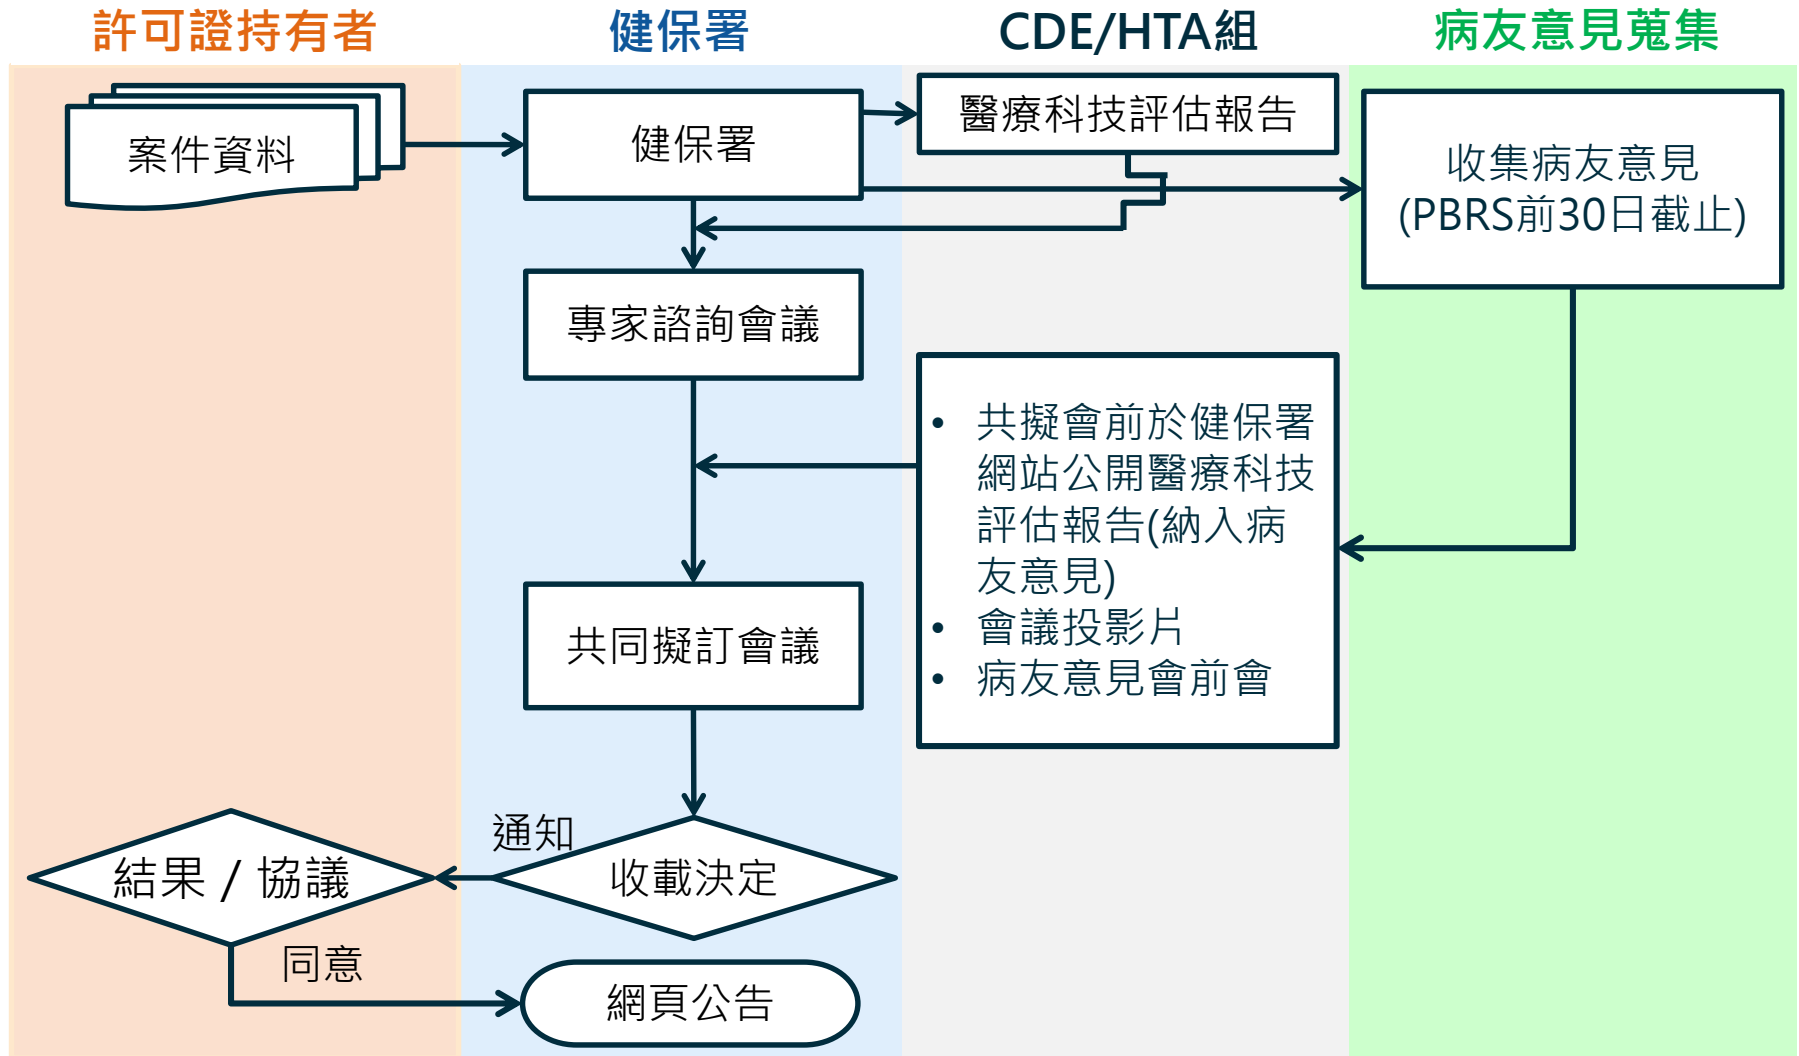 許可證持有者
健保署
CDE/HTA組
病友意見蒐集
案件資料
健保署
醫療科技評估報告
收集病友意見
(PBRS前30日截止)
專家諮詢會議
• 共擬會前於健保署
網站公開醫療科技
評估報告(納入病
友意見)
• 會議投影片
• 病友意見會前會
共同擬訂會議
通知
收載決定
結果 / 協議
同意
網頁公告